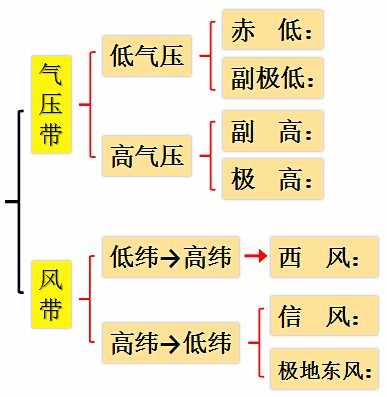 气压带
低气压
赤 低：
副极低：
高气压
副 高：
极 高：
风带
低纬→高纬
西 风：
高纬→低纬
信 风：
极地东风：